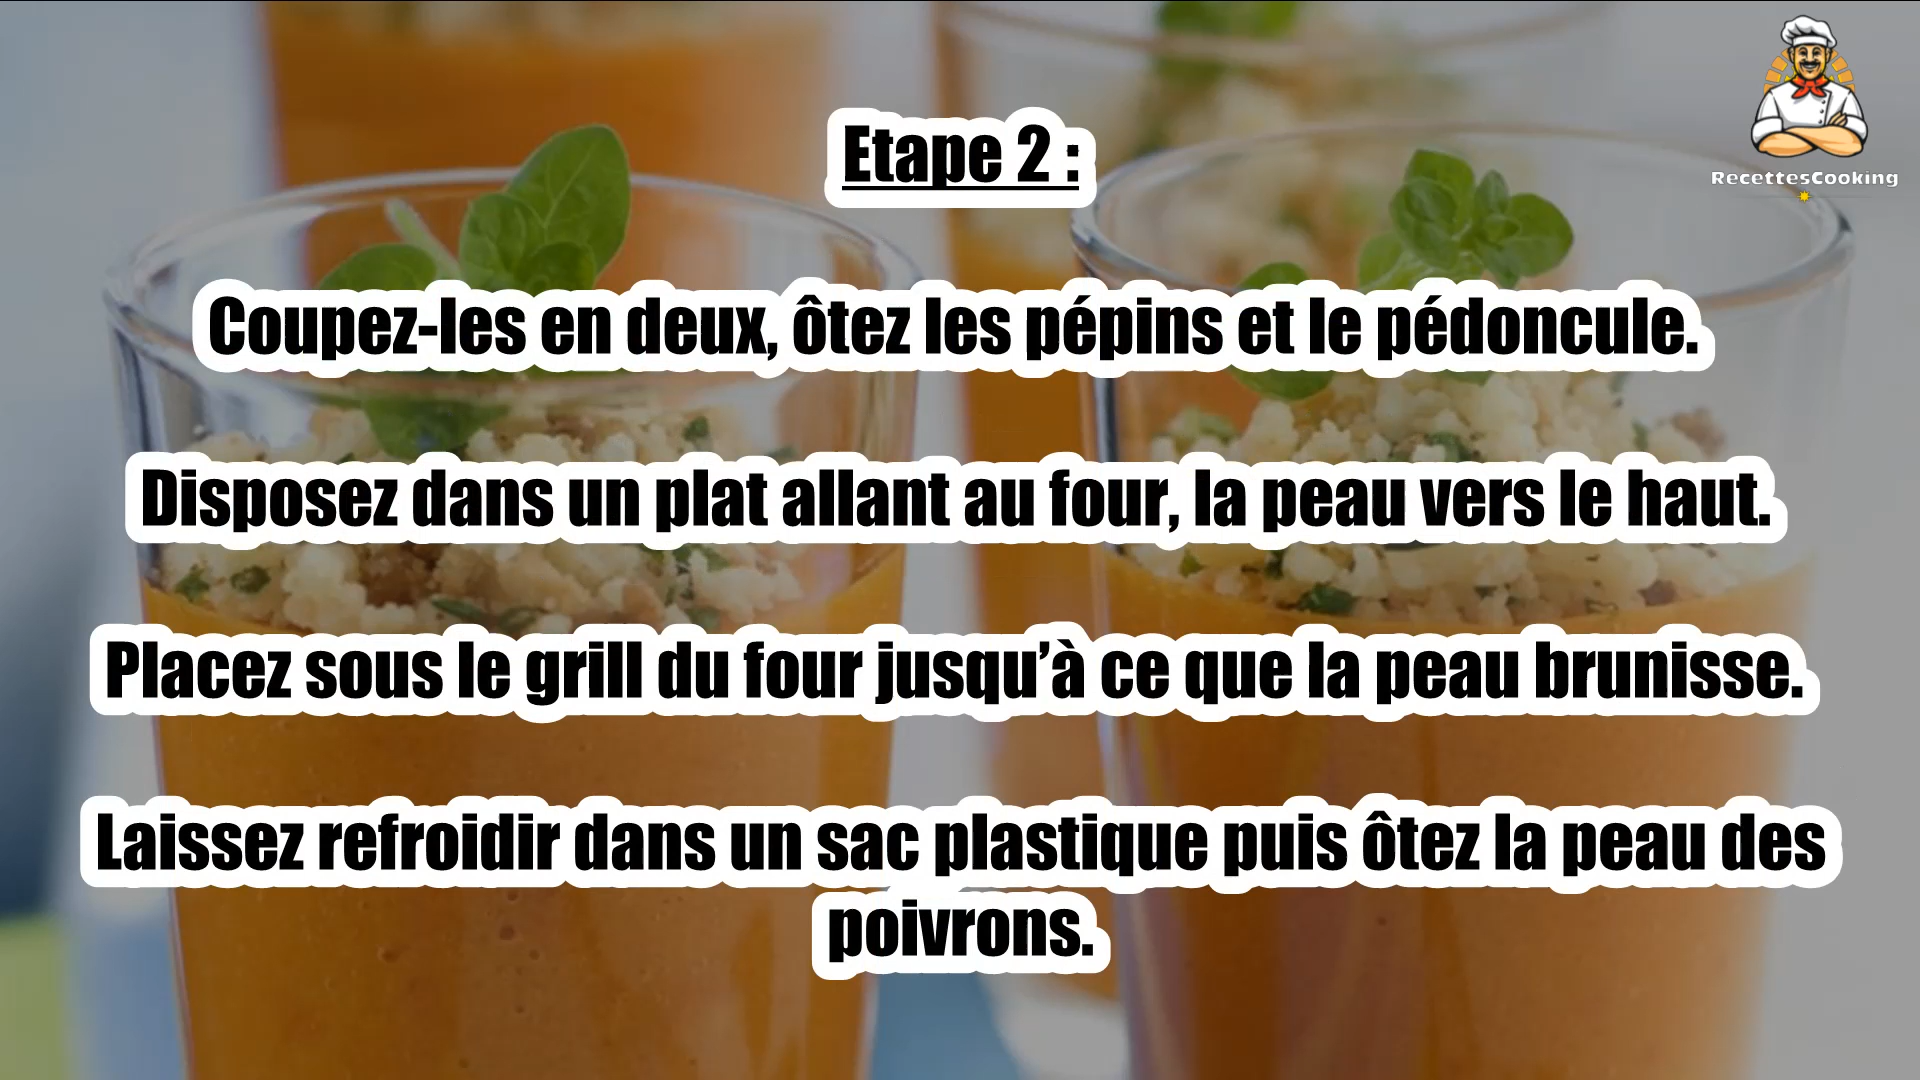 RecettesCooking
Etape 2 :
Coupez-les en deux, ôtez les pépins et le pédoncule.
Disposez dans un plat allant au four, la peau vers le haut.
Placez sous le grill du four jusqu’à ce que la peau brunisse.
Laissez refroidir dans un sac plastique puis ôtez la peau des
poivrons.